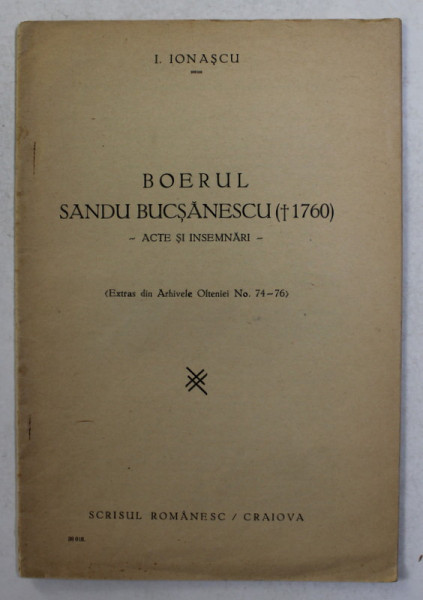 I. IONAŞCU
BOERUL
SANDU BUCŞĂNESCU († 1760)
- ACTE ŞI INSEMNĂRI -
(Extras din Arhivele Olteniei No. 74-76)
SCRISUL ROMÂNESC / CRAIOVA